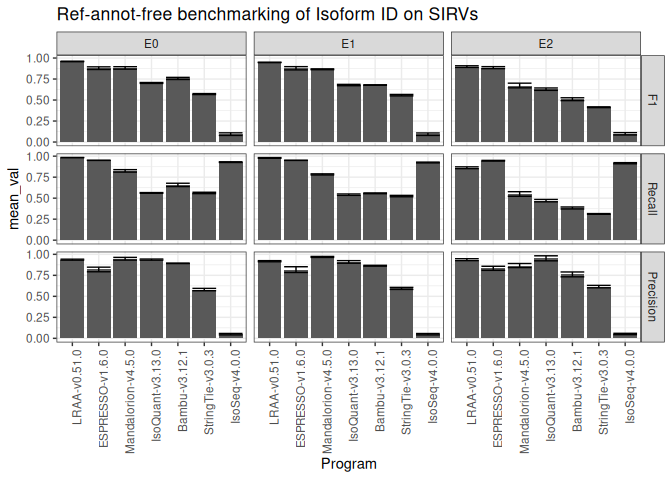 Ref-annot-free benchmarking of Isoform ID on SIRVs
E0
E1
E2
1.00
0.75
0.50
0.25
0.00
F1
1.00
0.75
0.50
0.25
0.00
Recall
1.00
0.75
0.50
0.25
0.00
Precision
mean_val
LRAA-v0.51.0
ESPRESSO-v1.6.0
Mandalorion-v4.5.0
IsoQuant-v3.13.0
Bambu-v3.12.1
StringTie-v3.0.3
IsoSeq-v4.0.0
LRAA-v0.51.0
ESPRESSO-v1.6.0
Mandalorion-v4.5.0
IsoQuant-v3.13.0
Bambu-v3.12.1
StringTie-v3.0.3
IsoSeq-v4.0.0
LRAA-v0.51.0
ESPRESSO-v1.6.0
Mandalorion-v4.5.0
IsoQuant-v3.13.0
Bambu-v3.12.1
StringTie-v3.0.3
IsoSeq-v4.0.0
Program